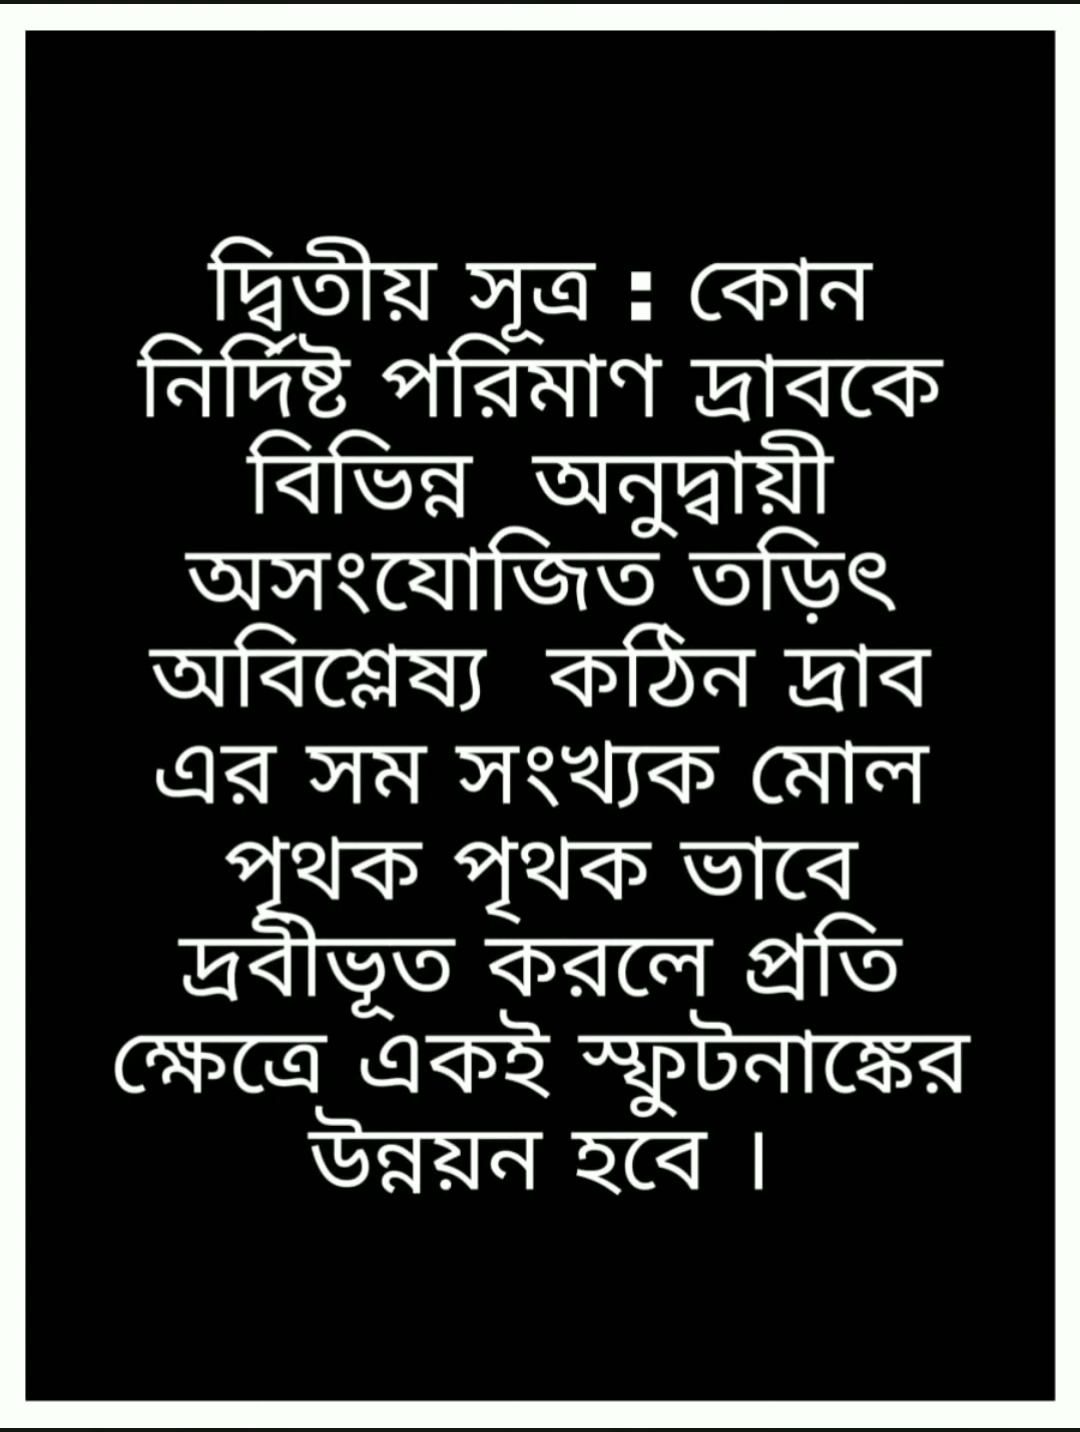 দ্বিতীয় সূত্র : কোন
নির্দিষ্ট পরিমাণ দ্রাবকে
বিভিন্ন অনুদ্বায়ী
অসংযোজিত তড়িৎ
অবিশ্লেষ্য কঠিন দ্রাব
এর সম সংখ্যক মোল
পৃথক পৃথক ভাবে
দ্রবীভূত করলে প্রতি
ক্ষেত্রে একই স্ফুটনাঙ্কের
উন্নয়ন হবে ।